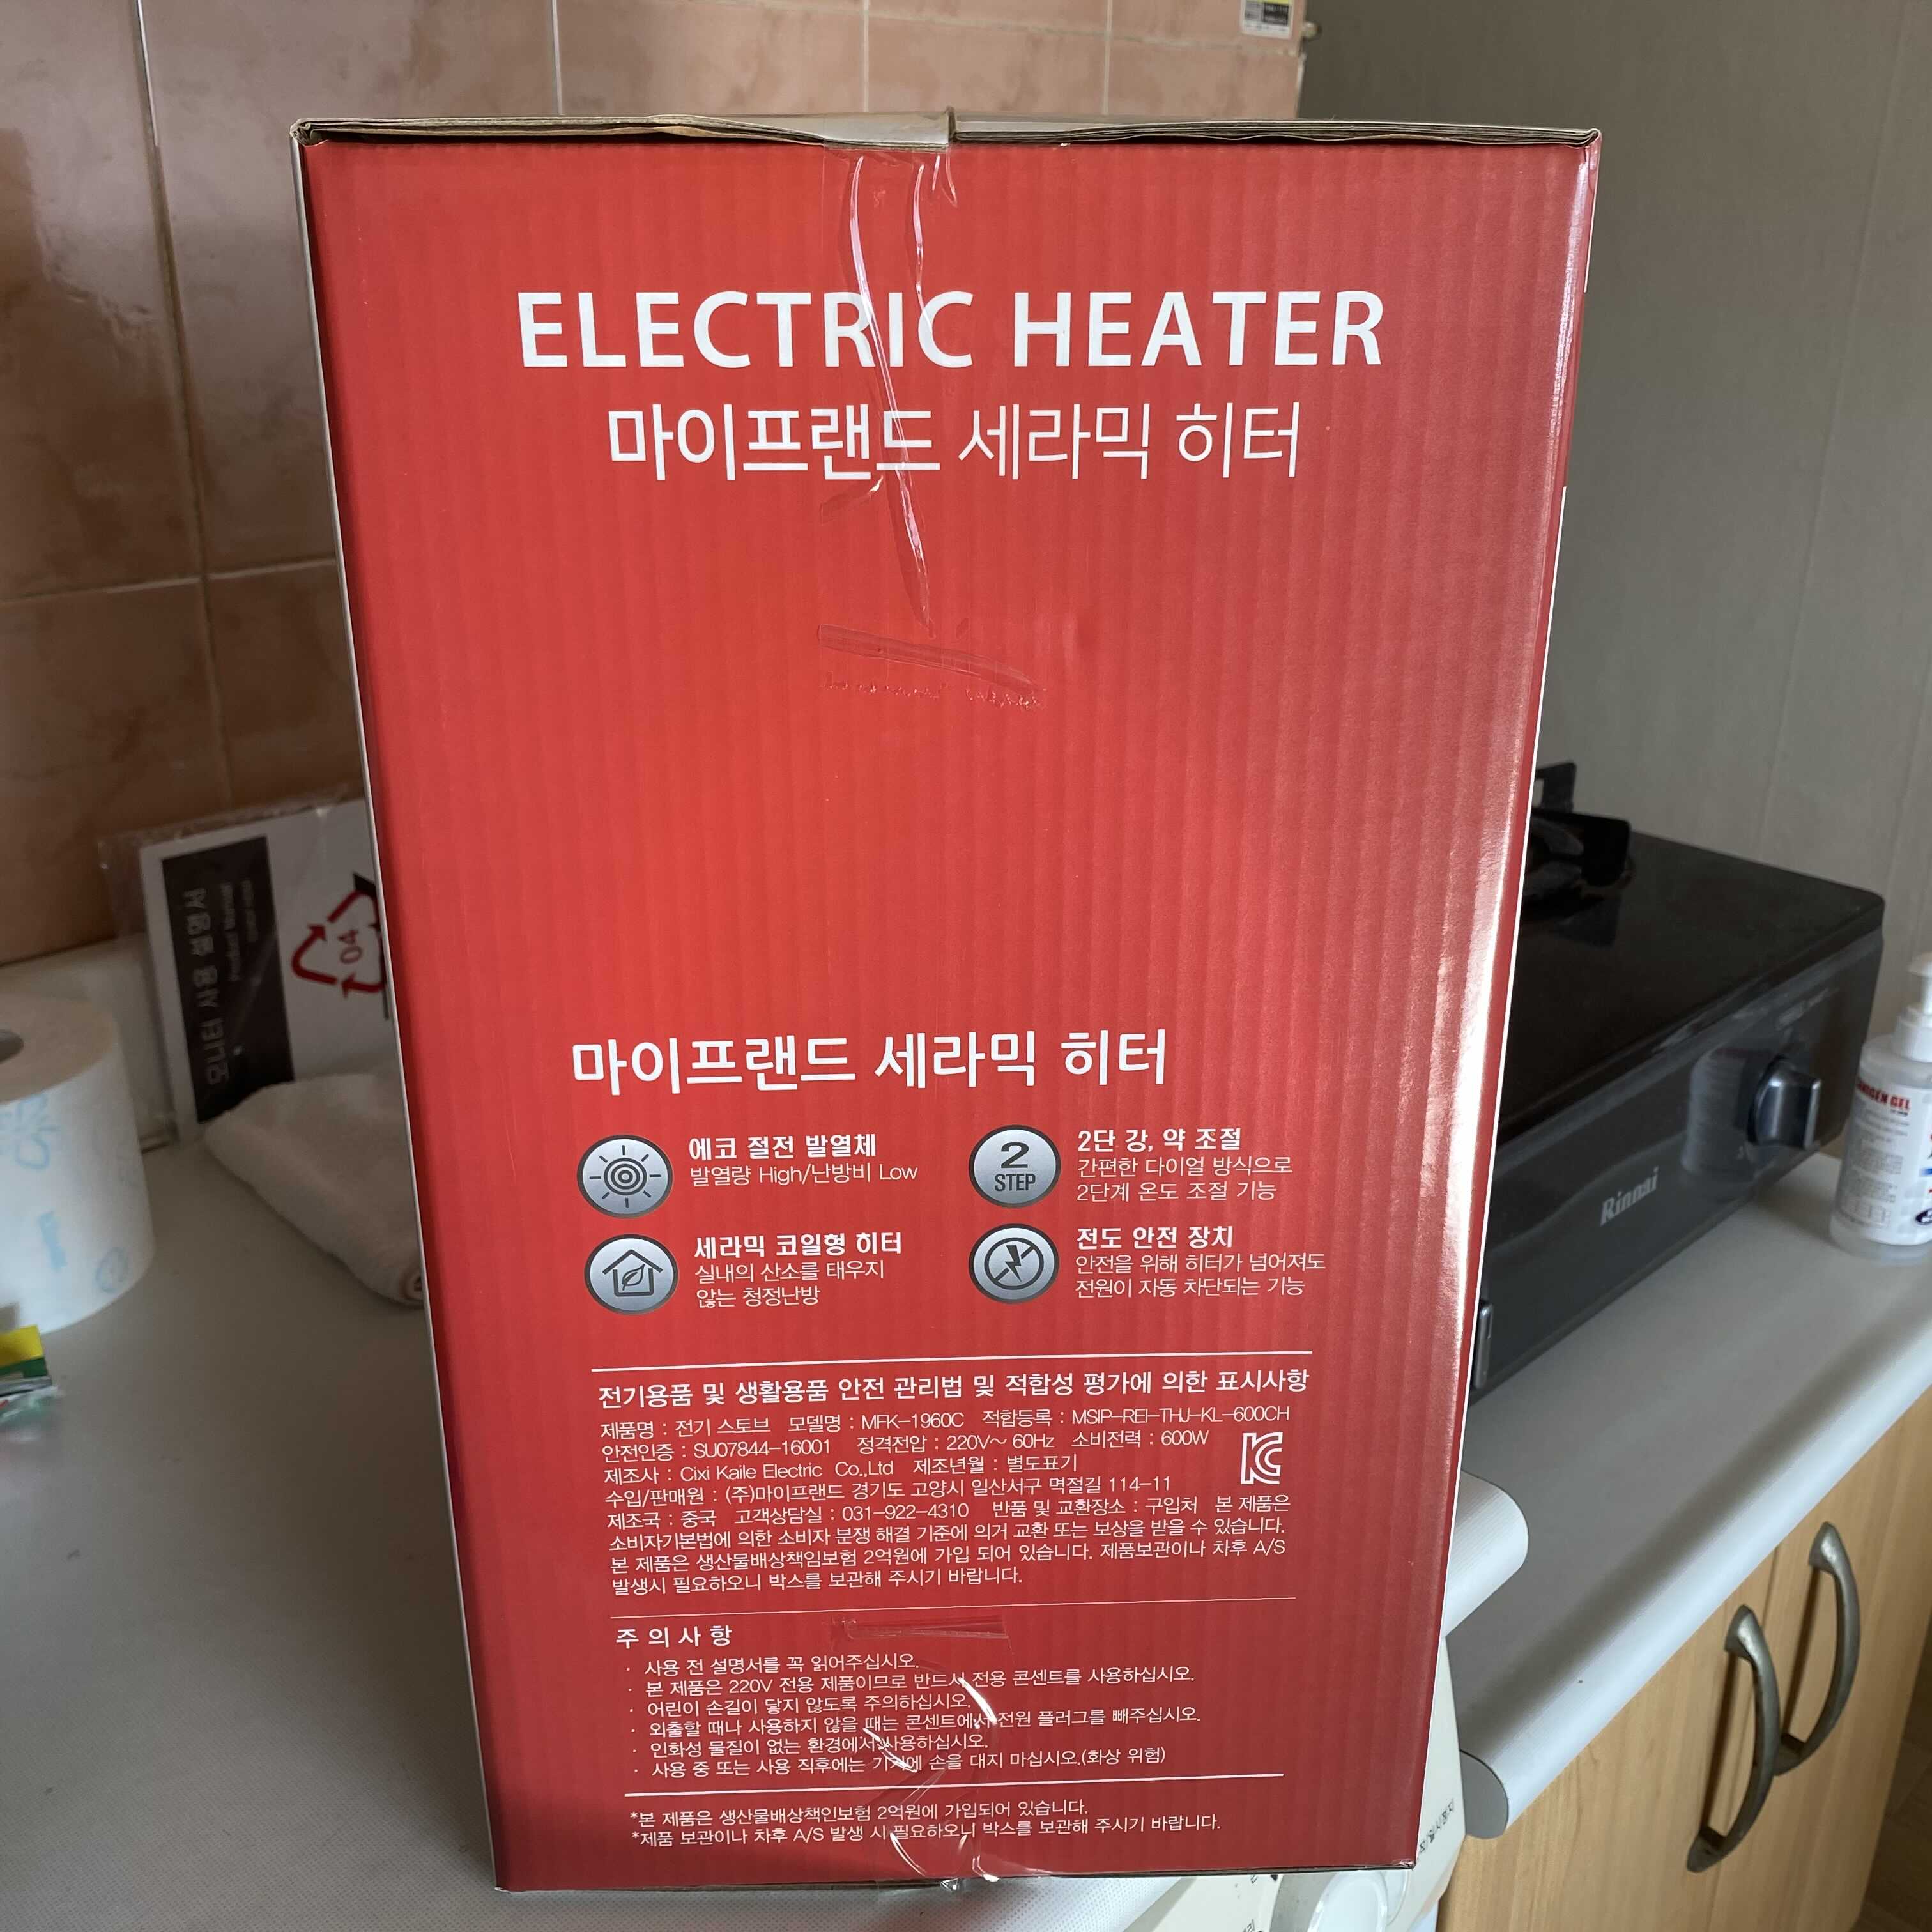 ELECTRIC HEATER
마이프랜드 세라믹 히터
마이프랜드 세라믹 히터
에코 절전 발열체
발열량 High/난방비 Low
2
STEP
2단 강, 약 조절
간편한 다이얼 방식으로
2단계 온도 조절 기능
세라믹 코일형 히터
실내의 산소를 태우지
않는 청정난방
전도 안전 장치
안전을 위해 히터가 넘어져도
전원이 자동 차단되는 기능
전기용품 및 생활용품 안전 관리법 및 적합성 평가에 의한 표시사항
제품명 : 전기 스토브 모델명 : MFK-1960C 적합등록 : MSIP-REI-THJ-KL-600CH
안전인증 : SU07844-16001 정격전압 : 220V~ 60Hz 소비전력 : 600W
제조사 : Cixi Kaile Electric Co.,Ltd 제조년월 : 별도표기
수입/판매원 : (주)마이프랜드 경기도 고양시 일산서구 멱절길 114-11
제조국 : 중국 고객상담실 : 031-922-4310 반품 및 교환장소 : 구입처 본 제품은
소비자기본법에 의한 소비자 분쟁 해결 기준에 의거 교환 또는 보상을 받을 수 있습니다.
본 제품은 생산물배상책임보험 2억원에 가입 되어 있습니다. 제품보관이나 차후 A/S
발생시 필요하오니 박스를 보관해 주시기 바랍니다.
주의사항
· 사용 전 설명서를 꼭 읽어주십시오.
· 본 제품은 220V 전용 제품이므로 반드시 전용 콘센트를 사용하십시오.
· 어린이 손길이 닿지 않도록 주의하십시오.
· 외출할 때나 사용하지 않을 때는 콘센트에서 전원 플러그를 빼주십시오.
· 인화성 물질이 없는 환경에서 사용하십시오.
· 사용 중 또는 사용 직후에는 기기에 손을 대지 마십시오.(화상 위험)
*본 제품은 생산물배상책인보험 2억원에 가입되어 있습니다.
*제품 보관이나 차후 A/S 발생 시 필요하오니 박스를 보관해 주시기 바랍니다.
모니터 사용 설명서
Product Manual
04
Rinnai
GEL